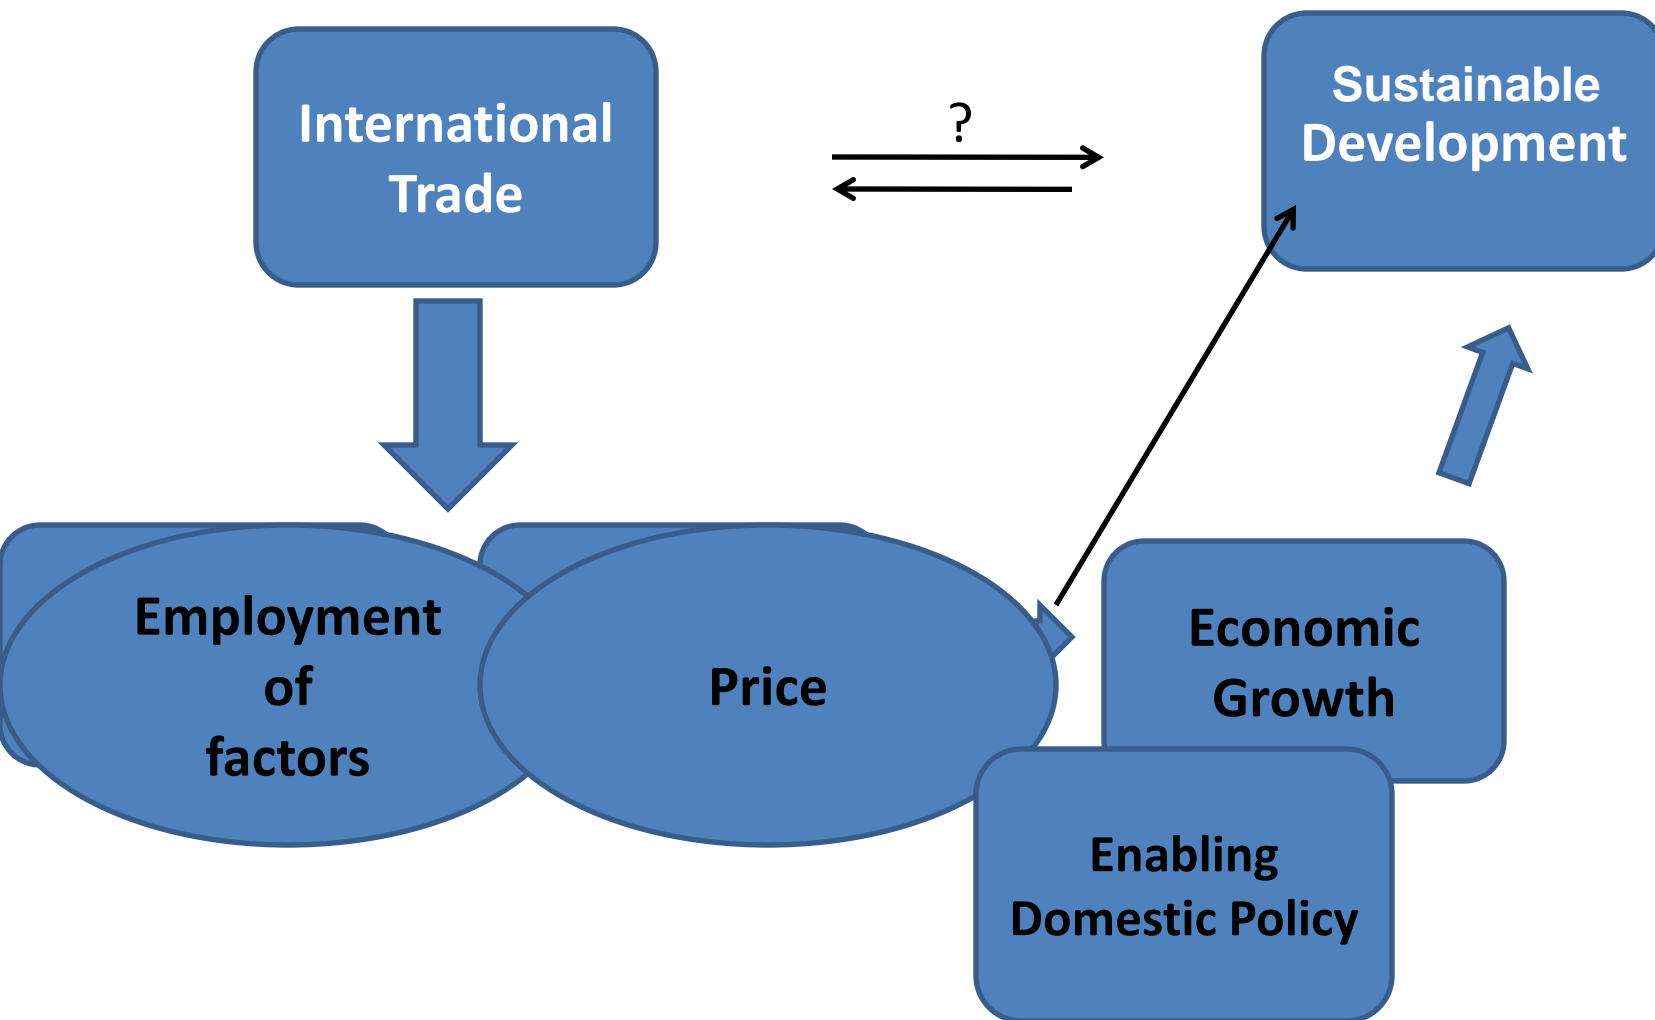 International
Trade
?
Sustainable
Development
Employment
of
factors
Price
Economic
Growth
Enabling
Domestic Policy